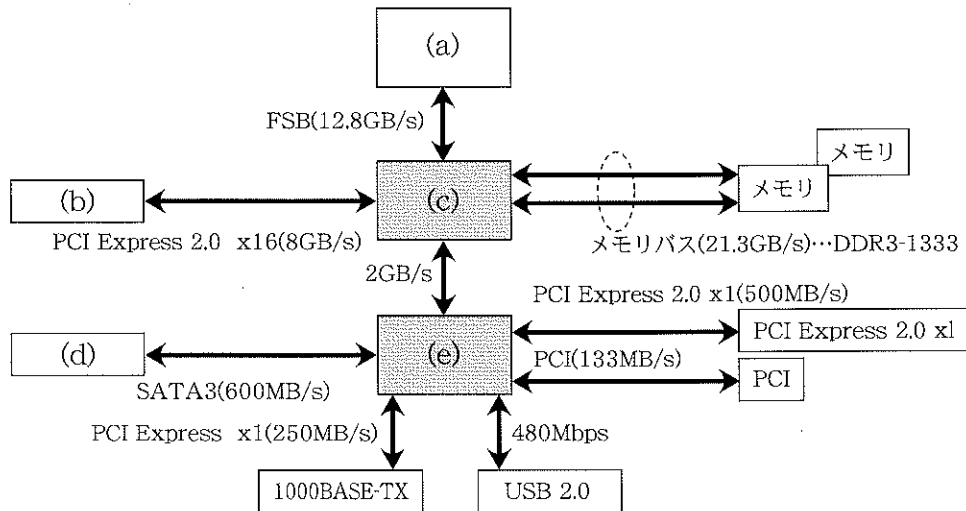 (a)
FSB(12.8GB/s)
メモリ
メモリ
(b)
(c)
PCI Express 2.0 x16(8GB/s)
メモリバス(21.3GB/s)…DDR3-1333
2GB/s
PCI Express 2.0 x1(500MB/s)
(d)
(e)
PCI Express 2.0 x1
PCI(133MB/s)
PCI
SATA3(600MB/s)
PCI Express x1(250MB/s)
480Mbps
1000BASE-TX
USB 2.0